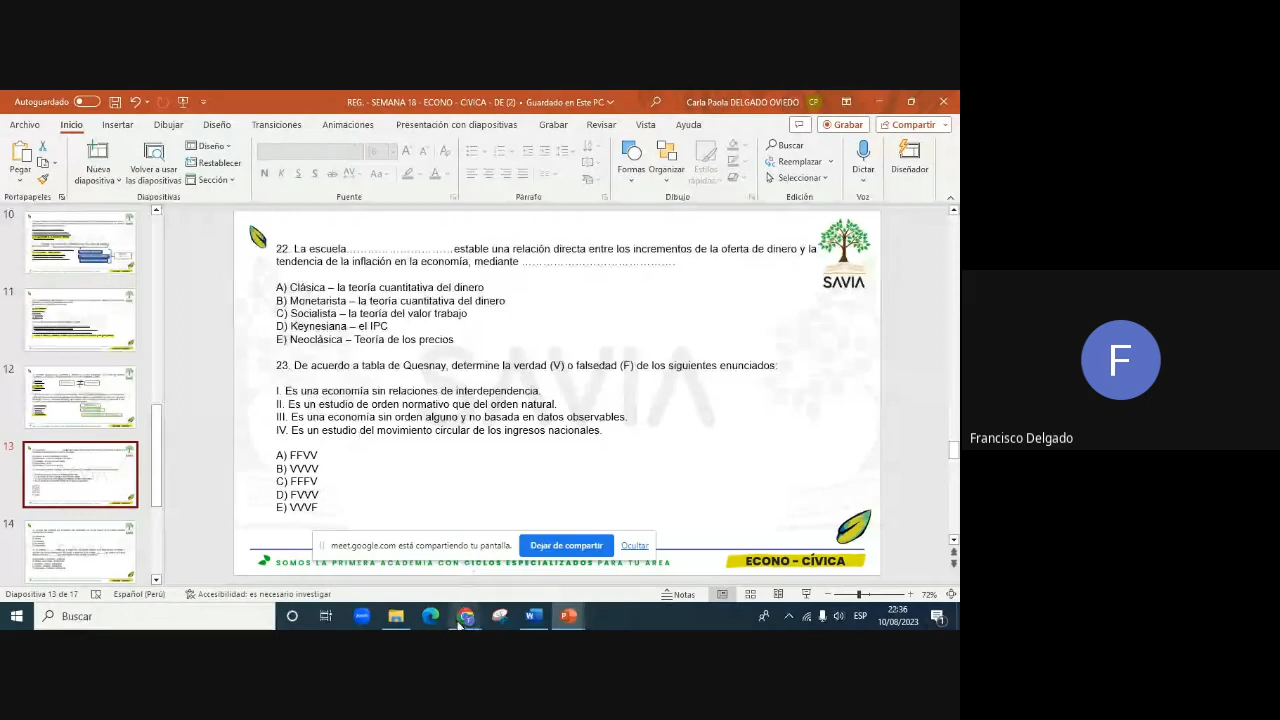 Autoguardado
REG. - SEMANA 18 - ECONO - CIVICA - DE (2) • Guardado en Este PC
Carla Paola DELGADO OVIEDO CP
Archivo Inicio Insertar Dibujar Diseño Transiciones Animaciones Presentación con diapositivas Grabar Revisar Vista Ayuda
Grabar Compartir
Pegar
Nueva diapositiva
Volver a usar las diapositivas
Diseño
Restablecer
Sección
N K S S ab AV Aa A
Formas Organizar Estilos rápidos
Buscar
Reemplazar
Seleccionar
Dictar
Diseñador
Portapapeles Diapositivas Fuente Párrafo Dibujo Edición Voz Diseñador
10
11
12
13
14
22. La escuela……………………… establece una relación directa entre los incrementos de la oferta de dinero y la
tendencia de la inflación en la economía, mediante ………………………………….
A) Clásica – la teoría cuantitativa del dinero
B) Monetarista – la teoría cuantitativa del dinero
C) Socialista – la teoría del valor trabajo
D) Keynesiana – el IPC
E) Neoclásica – Teoría de los precios
23. De acuerdo a tabla de Quesnay, determine la verdad (V) o falsedad (F) de los siguientes enunciados:
I. Es una economía sin relaciones de interdependencia.
II. Es un estudio de orden normativo que del orden natural.
III. Es una economía sin orden alguno y no basada en datos observables.
IV. Es un estudio del movimiento circular de los ingresos nacionales.
A) FFVV
B) VVVV
C) FFFV
D) FVVV
E) VVVF
SAVIA
meet.google.com está compartiendo tu pantalla.
Dejar de compartir
Ocultar
SOMOS LA PRIMERA ACADEMIA CON CICLOS ESPECIALIZADOS PARA TU ÁREA
ECONO - CÍVICA
Diapositiva 13 de 17 Español (Perú) Accesibilidad: es necesario investigar
Notas
72%
Buscar
ESP
22:36
10/08/2023
F
Francisco Delgado